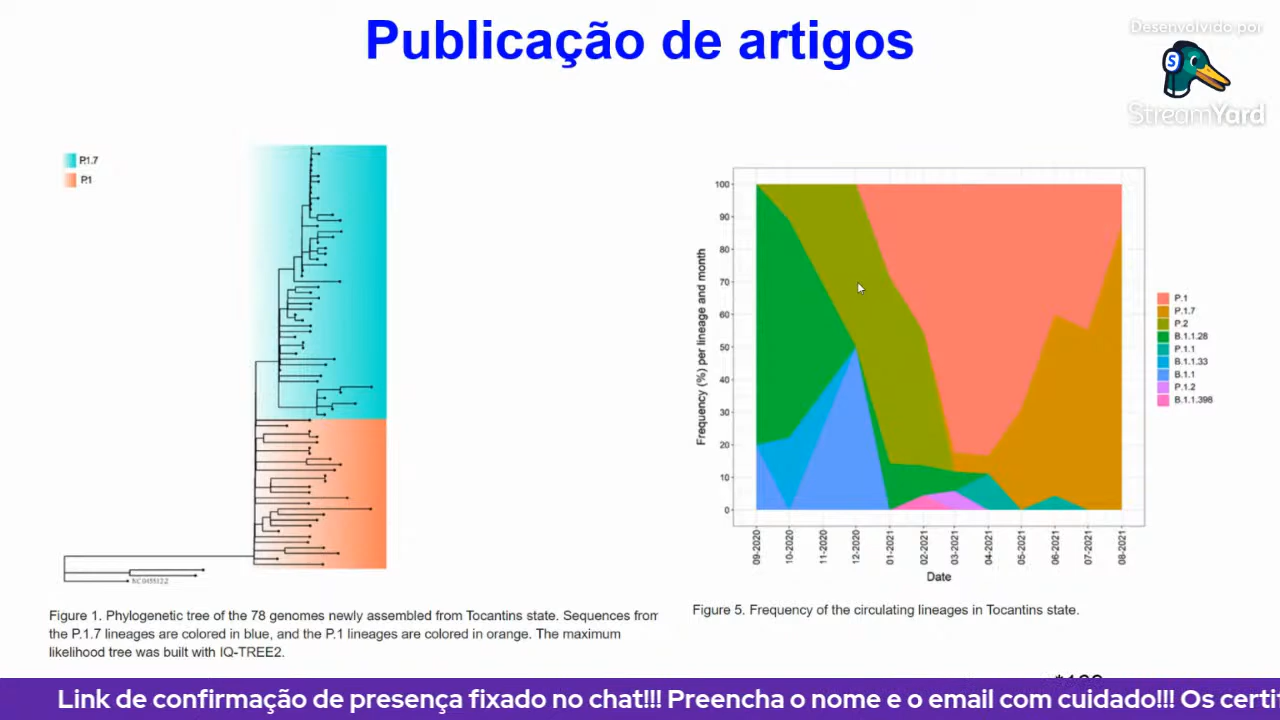 Publicação de artigos
Desenvolvido por
S
StreamYard
P.1.7
P.1
NC 045512.2
Figure 1. Phylogenetic tree of the 78 genomes newly assembled from Tocantins state. Sequences from
the P.1.7 lineages are colored in blue, and the P.1 lineages are colored in orange. The maximum
likelihood tree was built with IQ-TREE2.
Frequency (%) per lineage and month
100
90
80
70
60
50
40
30
20
10
0
09-2020
10-2020
11-2020
12-2020
01-2021
02-2021
03-2021
04-2021
05-2021
06-2021
07-2021
08-2021
Date
P.1
P.1.7
P.2
B.1.1.28
P.1.1
B.1.1.33
B.1.1
P.1.2
B.1.1.398
Figure 5. Frequency of the circulating lineages in Tocantins state.
Link de confirmação de presença fixado no chat!!! Preencha o nome e o email com cuidado!!! Os certi